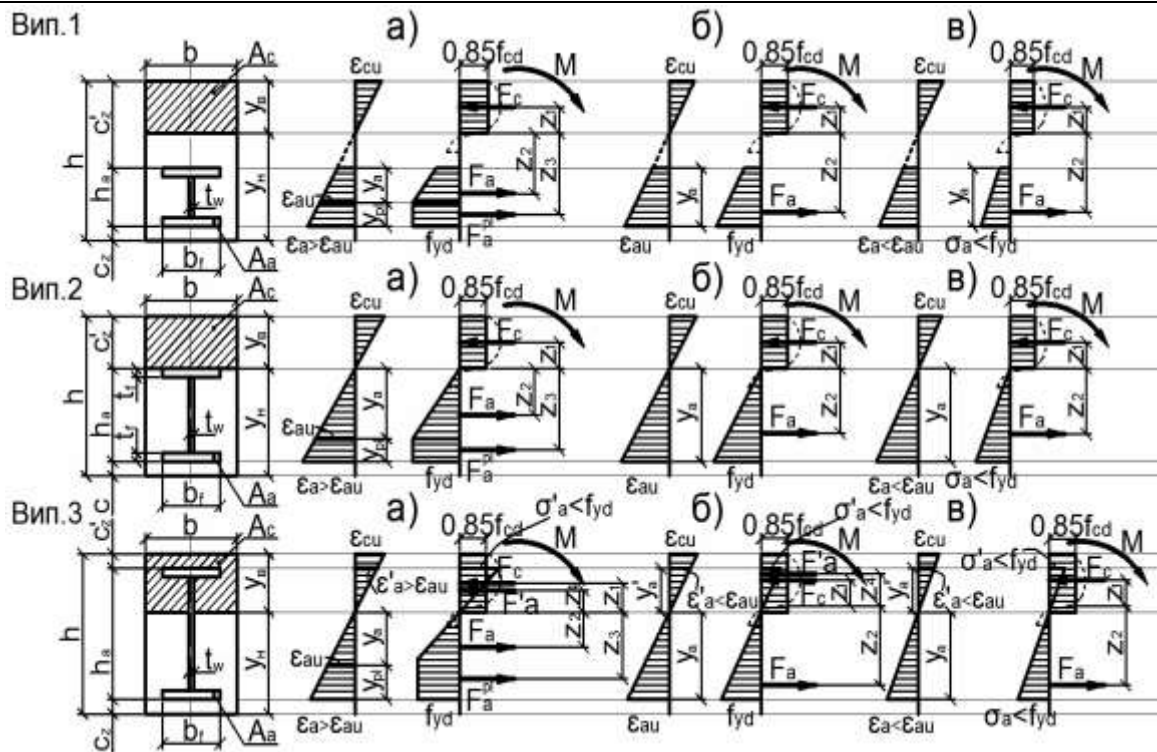 Вип.1 а) б) в)
b Ac εcu 0,85fcd M εcu 0,85fcd M εcu 0,85fcd M
h c'z ha cz yв yн tw bf Aa
Fc z1 z2 z3 ya ypl εau Fa Fapl
Fc z1 z2 ya Fa
Fc z1 z2 ya Fa
εa>εau fyd εau fyd εa<εau σa<fyd
Вип.2 а) б) в)
b Ac εcu 0,85fcd M εcu 0,85fcd M εcu 0,85fcd M
h c'z ha c tf tf yв yн tw bf Aa
Fc z1 z2 z3 ya ypl εau Fa Fapl
Fc z1 z2 ya Fa
Fc z1 z2 ya Fa
εa>εau fyd εau fyd εa<εau σa<fyd
Вип.3 а) σ'a<fyd б) σ'a<fyd в)
b Ac εcu 0,85fcd M εcu 0,85fcd M εcu 0,85fcd M
h c'z ha cz yв yн tw bf Aa
ε'a>εau Fc F'a z1 z2 z3 ya ypl εau Fa Fapl
ε'a<εau y'a F'a Fc z1 z4 z2 ya Fa
ε'a<εau y'a σ'a<fyd z1 z2 ya Fa
εa>εau fyd εau fyd εa<εau σa<fyd